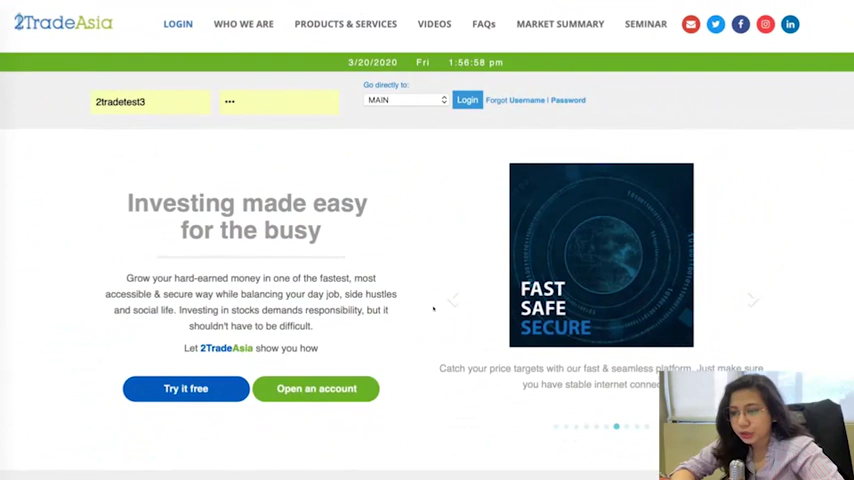 2TradeAsia
LOGIN WHO WE ARE PRODUCTS & SERVICES VIDEOS FAQs MARKET SUMMARY SEMINAR
3/20/2020 Fri 1:56:58 pm
Go directly to:
2tradetest3 ••• MAIN Login Forgot Username | Password
Investing made easy
for the busy
Grow your hard-earned money in one of the fastest, most
accessible & secure way while balancing your day job, side hustles
and social life. Investing in stocks demands responsibility, but it
shouldn't have to be difficult.
Let 2TradeAsia show you how
Try it free Open an account
FAST
SAFE
SECURE
Catch your price targets with our fast & seamless platform. Just make sure
you have stable internet